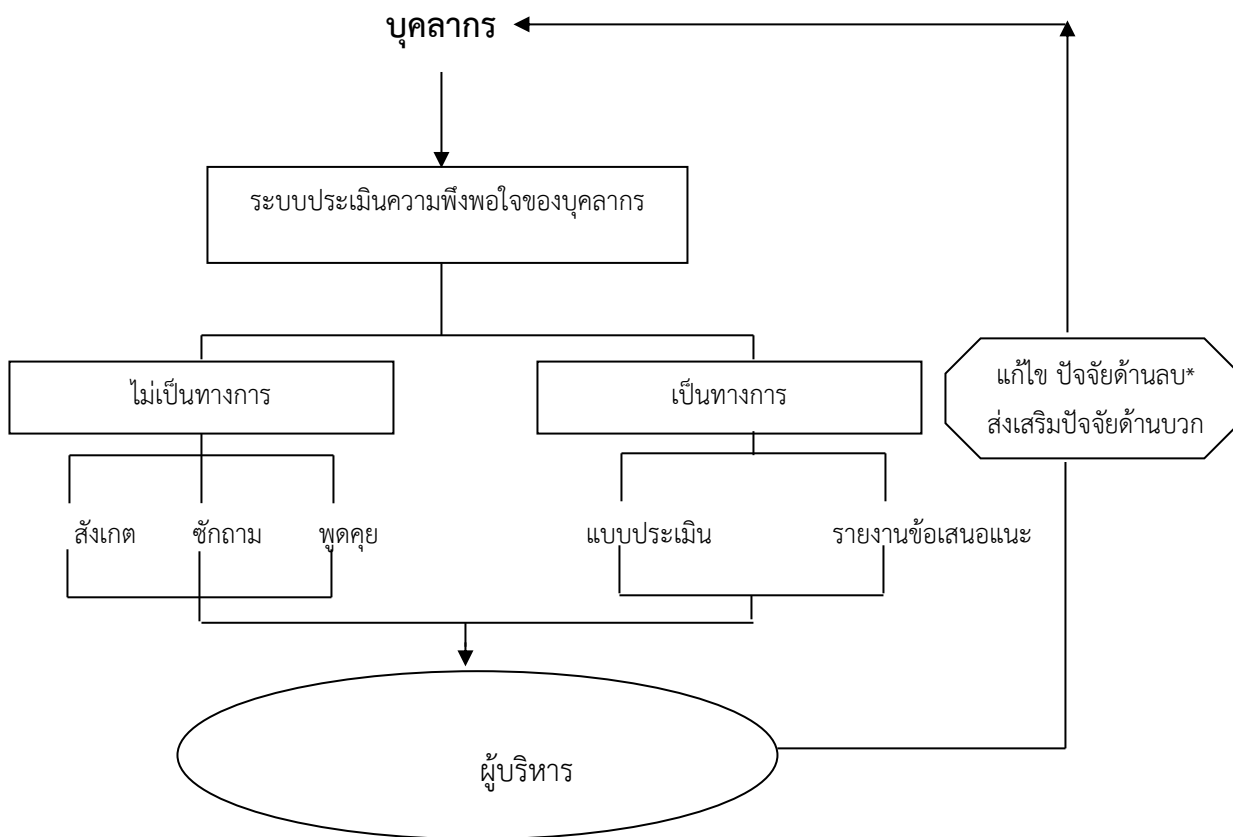 บุคลากร
ระบบประเมินความพึงพอใจของบุคลากร
ไม่เป็นทางการ
เป็นทางการ
แก้ไข ปัจจัยด้านลบ*
ส่งเสริมปัจจัยด้านบวก
สังเกต
ซักถาม
พูดคุย
แบบประเมิน
รายงานข้อเสนอแนะ
ผู้บริหาร